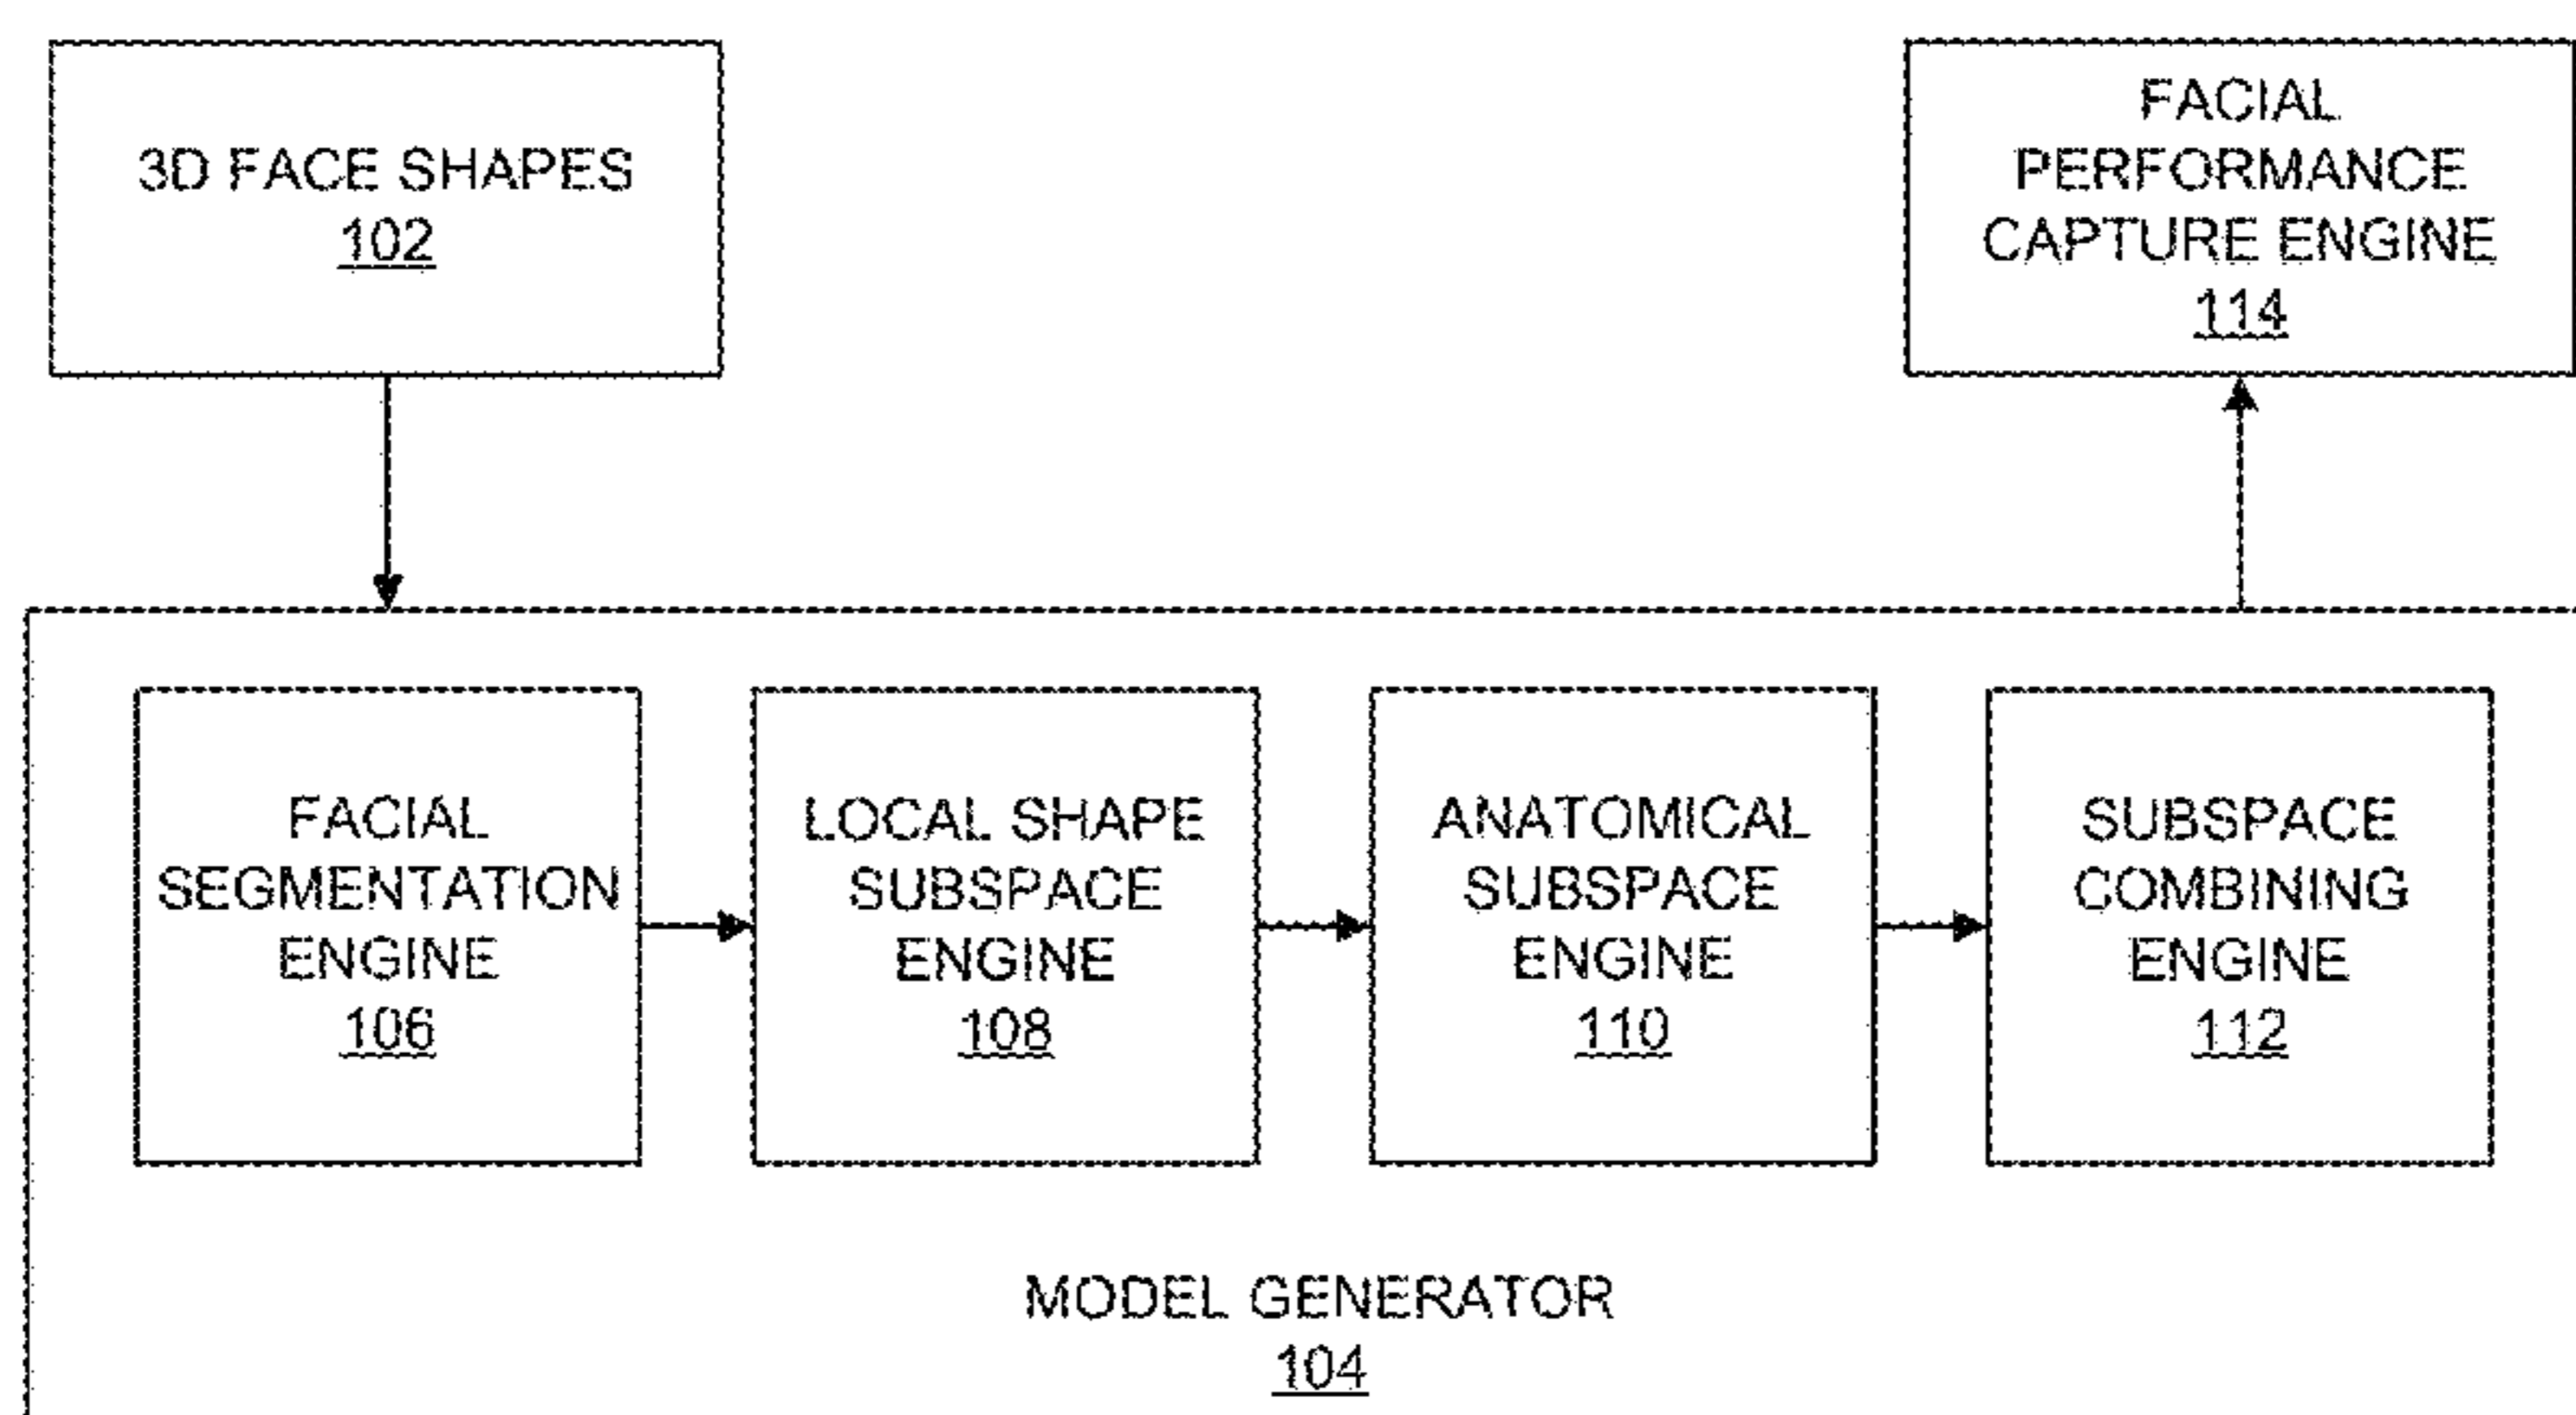 3D FACE SHAPES
102
FACIAL
PERFORMANCE
CAPTURE ENGINE
114
FACIAL
SEGMENTATION
ENGINE
106
LOCAL SHAPE
SUBSPACE
ENGINE
108
ANATOMICAL
SUBSPACE
ENGINE
110
SUBSPACE
COMBINING
ENGINE
112
MODEL GENERATOR
104